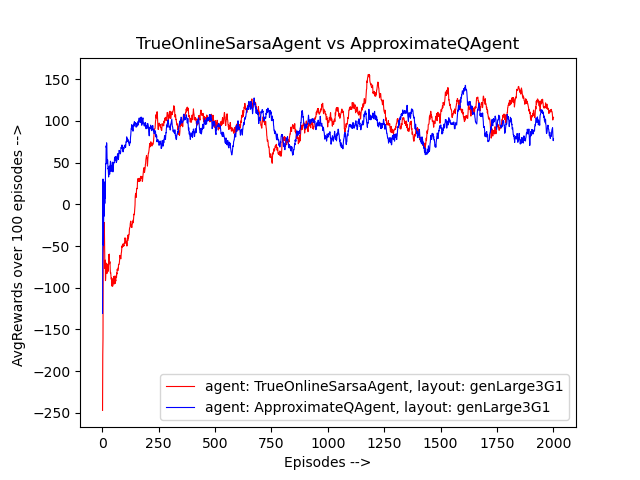 TrueOnlineSarsaAgent vs ApproximateQAgent
AvgRewards over 100 episodes -->
150
100
50
0
−50
−100
−150
−200
−250
agent: TrueOnlineSarsaAgent, layout: genLarge3G1
agent: ApproximateQAgent, layout: genLarge3G1
0 250 500 750 1000 1250 1500 1750 2000
Episodes -->